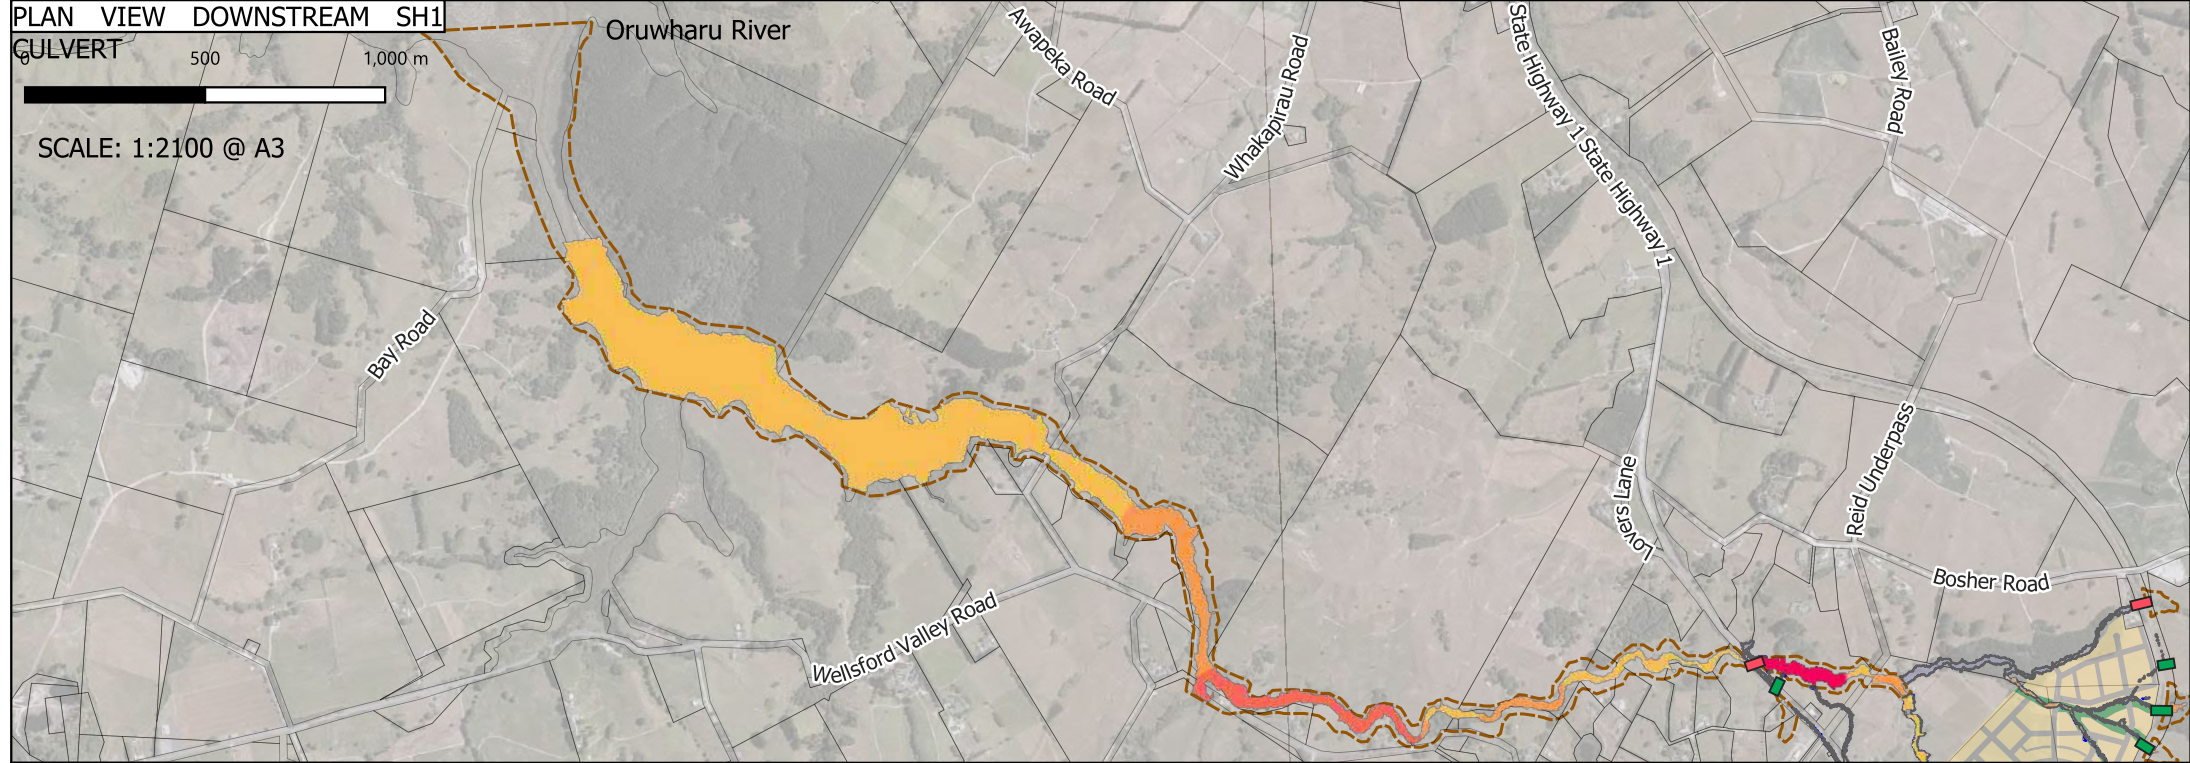 PLAN VIEW DOWNSTREAM SH1
CULVERT
0 500 1,000 m
SCALE: 1:2100 @ A3
Oruwharu River
Awapeka Road
Whakapirau Road
State Highway 1 State Highway 1
Bailey Road
Bay Road
Lovers Lane
Reid Underpass
Bosher Road
Wellsford Valley Road